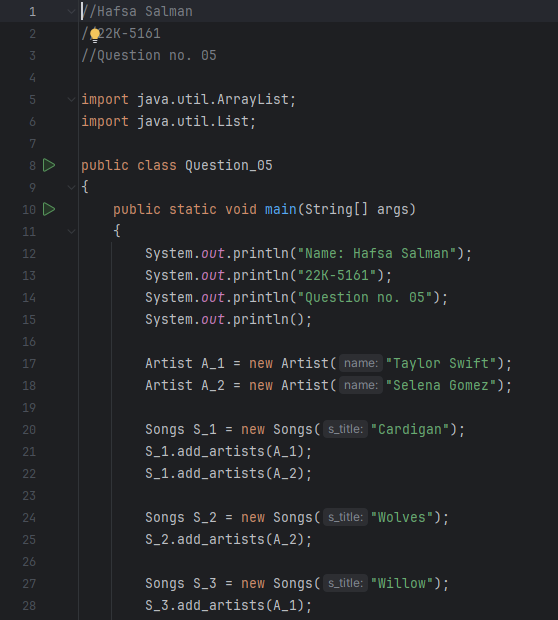 1 //Hafsa Salman
2 //22K-5161
3 //Question no. 05
4
5 import java.util.ArrayList;
6 import java.util.List;
7
8 public class Question_05
9 {
10 public static void main(String[] args)
11 {
12 System.out.println("Name: Hafsa Salman");
13 System.out.println("22K-5161");
14 System.out.println("Question no. 05");
15 System.out.println();
16
17 Artist A_1 = new Artist( name: "Taylor Swift");
18 Artist A_2 = new Artist( name: "Selena Gomez");
19
20 Songs S_1 = new Songs( s_title: "Cardigan");
21 S_1.add_artists(A_1);
22 S_1.add_artists(A_2);
23
24 Songs S_2 = new Songs( s_title: "Wolves");
25 S_2.add_artists(A_2);
26
27 Songs S_3 = new Songs( s_title: "Willow");
28 S_3.add_artists(A_1);